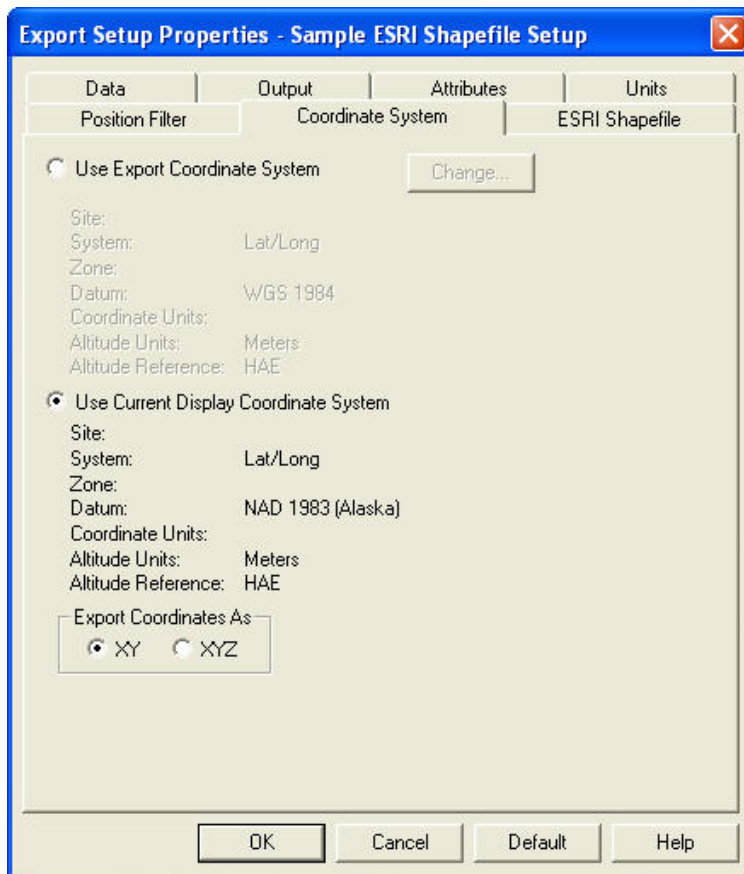 Export Setup Properties - Sample ESRI Shapefile Setup
Data Output Attributes Units
Position Filter Coordinate System ESRI Shapefile
Use Export Coordinate System Change...
Site:
System: Lat/Long
Zone:
Datum: WGS 1984
Coordinate Units:
Altitude Units: Meters
Altitude Reference: HAE
Use Current Display Coordinate System
Site:
System: Lat/Long
Zone:
Datum: NAD 1983 (Alaska)
Coordinate Units:
Altitude Units: Meters
Altitude Reference: HAE
Export Coordinates As
XY XYZ
OK Cancel Default Help